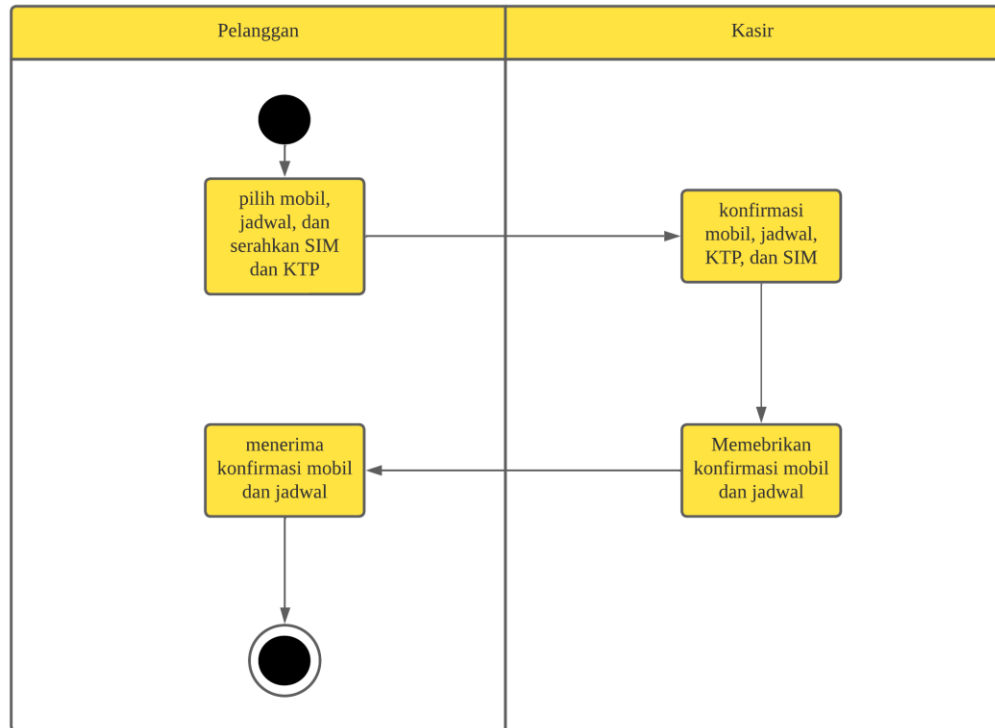 Pelanggan
Kasir
pilih mobil,
jadwal, dan
serahkan SIM
dan KTP
konfirmasi
mobil, jadwal,
KTP, dan SIM
Memebrikan
konfirmasi mobil
dan jadwal
menerima
konfirmasi mobil
dan jadwal